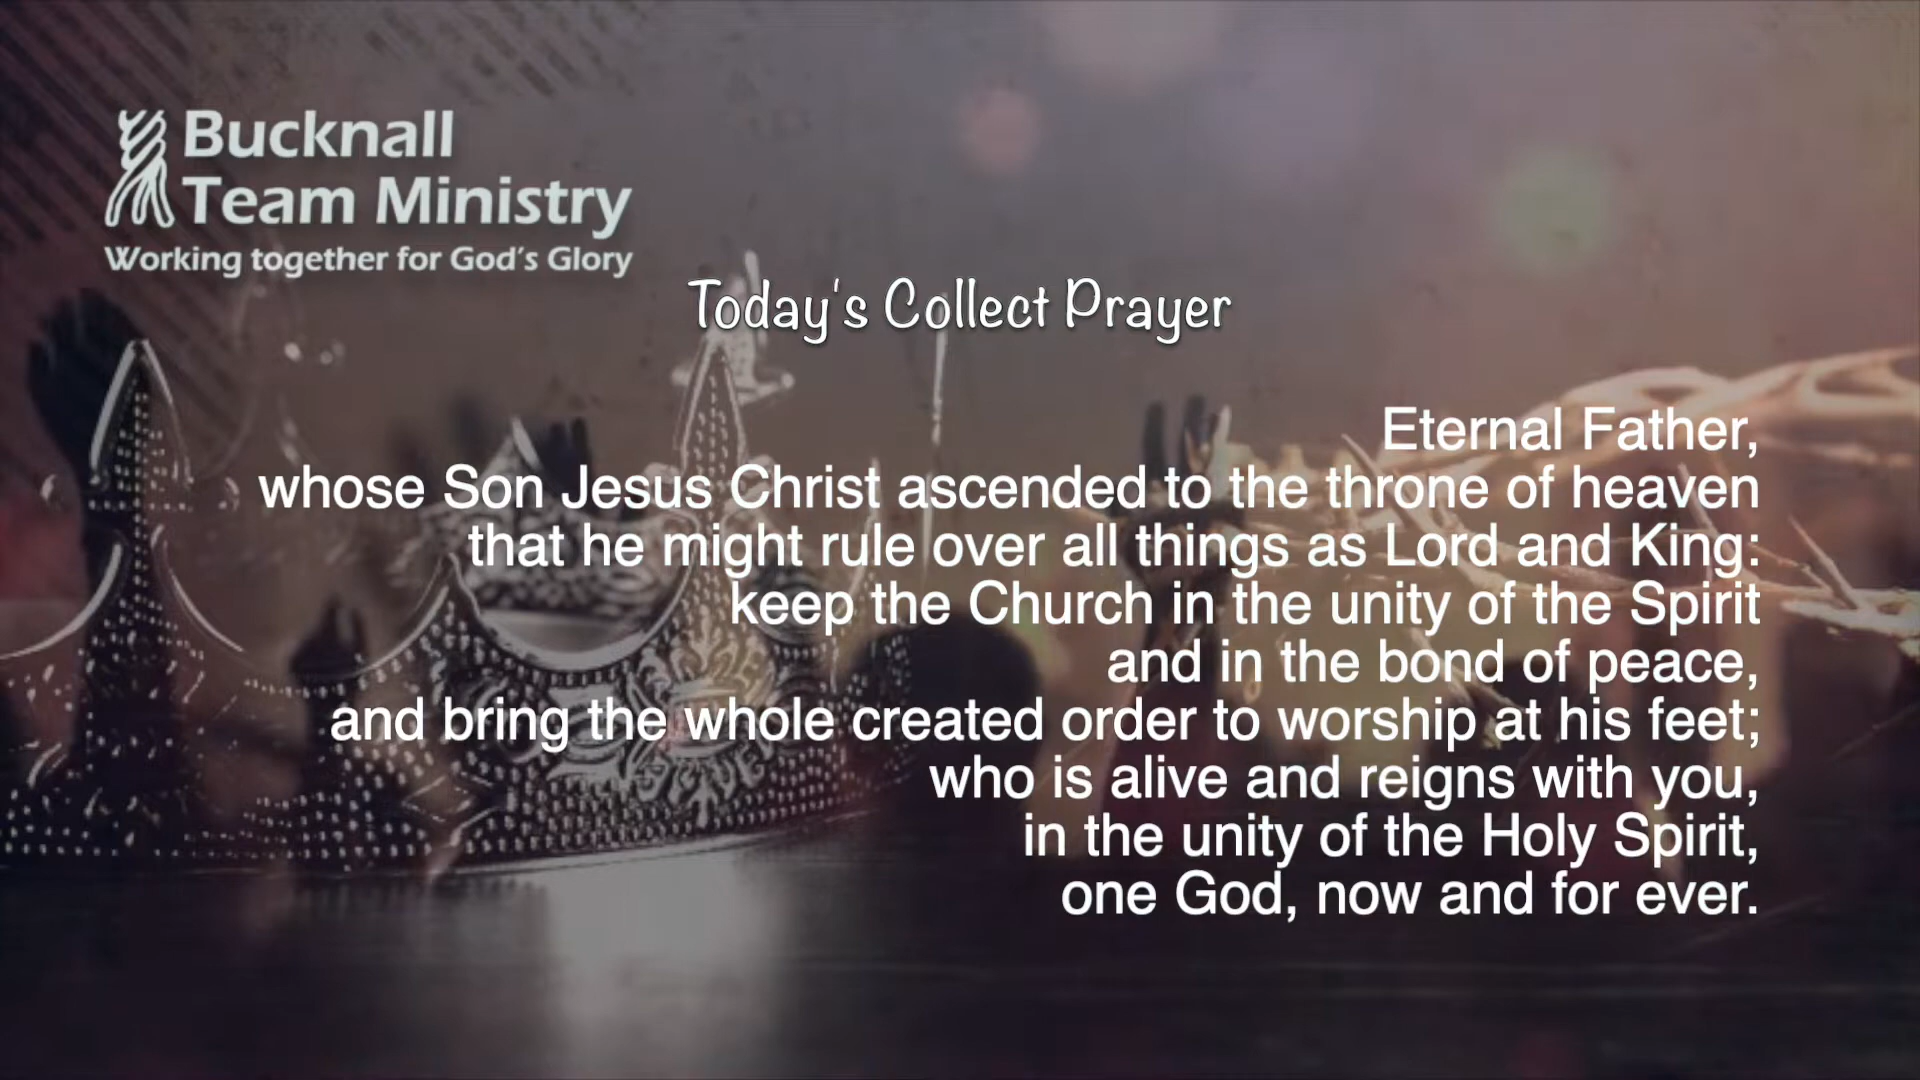 Bucknall
Team Ministry
Working together for God's Glory
Today's Collect Prayer
Eternal Father,
whose Son Jesus Christ ascended to the throne of heaven
that he might rule over all things as Lord and King:
keep the Church in the unity of the Spirit
and in the bond of peace,
and bring the whole created order to worship at his feet;
who is alive and reigns with you,
in the unity of the Holy Spirit,
one God, now and for ever.